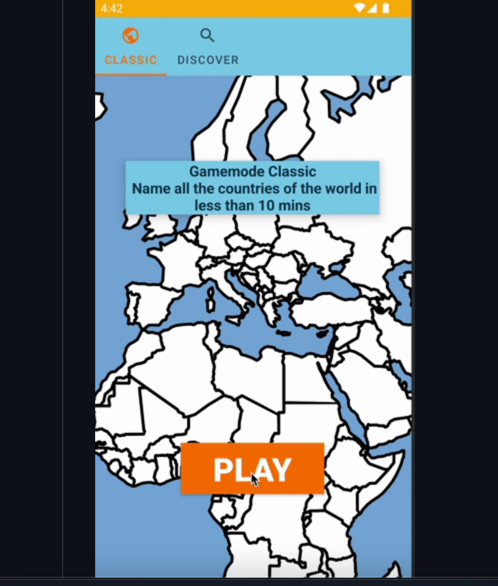 4:42
CLASSIC
DISCOVER
Gamemode Classic
Name all the countries of the world in
less than 10 mins
PLAY